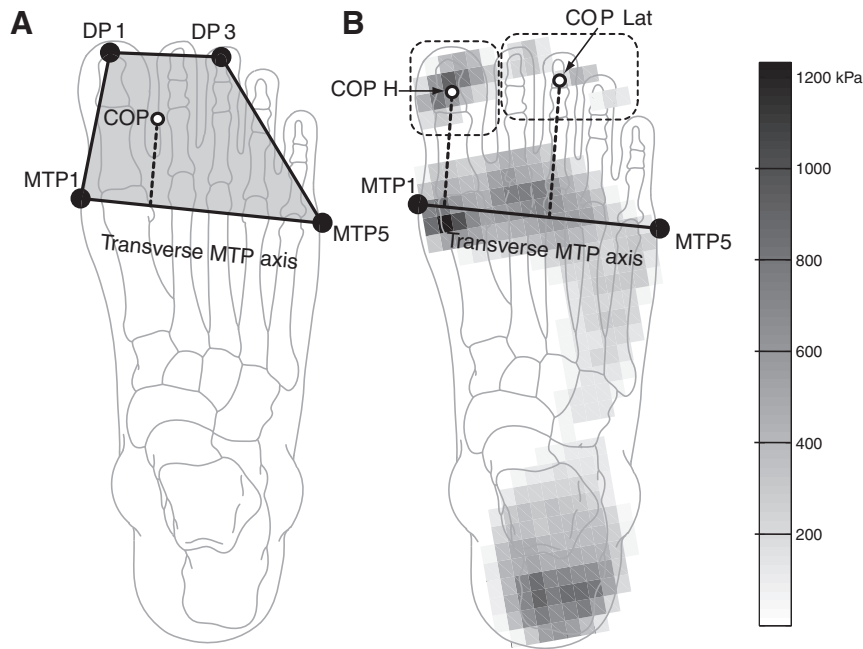 A
DP 1
DP 3
COP
MTP1
MTP5
Transverse MTP axis
B
COP Lat
COP H
MTP1
MTP5
Transverse MTP axis
1200 kPa
1000
800
600
400
200